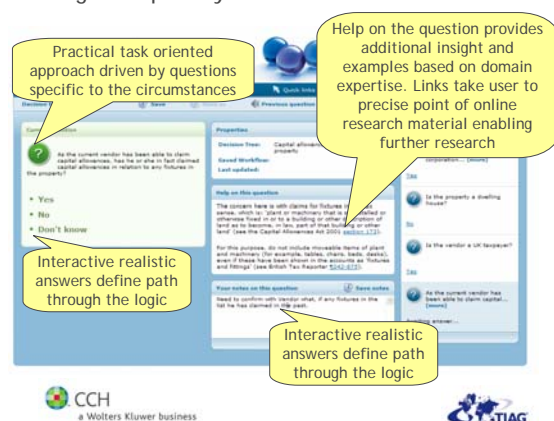 Practical task oriented
approach driven by questions
specific to the circumstances
Help on the question provides
additional insight and
examples based on domain
expertise. Links take user to
precise point of online
research material enabling
further research
Quick links
Save
Previous question
Properties
Decision Tree: Capital allowan
property
Saved Workflow:
Last updated:
?
As the current vendor has been able to claim
capital allowances, has he or she in fact claimed
capital allowances in relation to any fixtures in
the property?
• Yes
• No
• Don't know
Help on this question
The concern here is with claims for fixtures in
sense, which is: 'plant or machinery that is
otherwise fixed in or to a building or other
land as to become, in law, part of that building or other
land' (see the Capital Allowances Act 2001 section 173).
For this purpose, do not include moveable items of plant
and machinery (for example, tables, chairs, beds, desks),
even if these have been shown in the accounts as 'fixtures
and fittings' (see British Tax Reporter
Your notes on this question
Save notes
Need to confirm with vendor what, if any fixtures in the
list he has claimed in the past.
corporation... (more)
Yes
Is the property a dwelling
house?
No
Is the vendor a UK taxpayer?
Yes
As the current vendor has
been able to claim capital...
(more)
answer...
Interactive realistic
answers define path
through the logic
Interactive realistic
answers define path
through the logic
CCH
a Wolters Kluwer business
TIAG